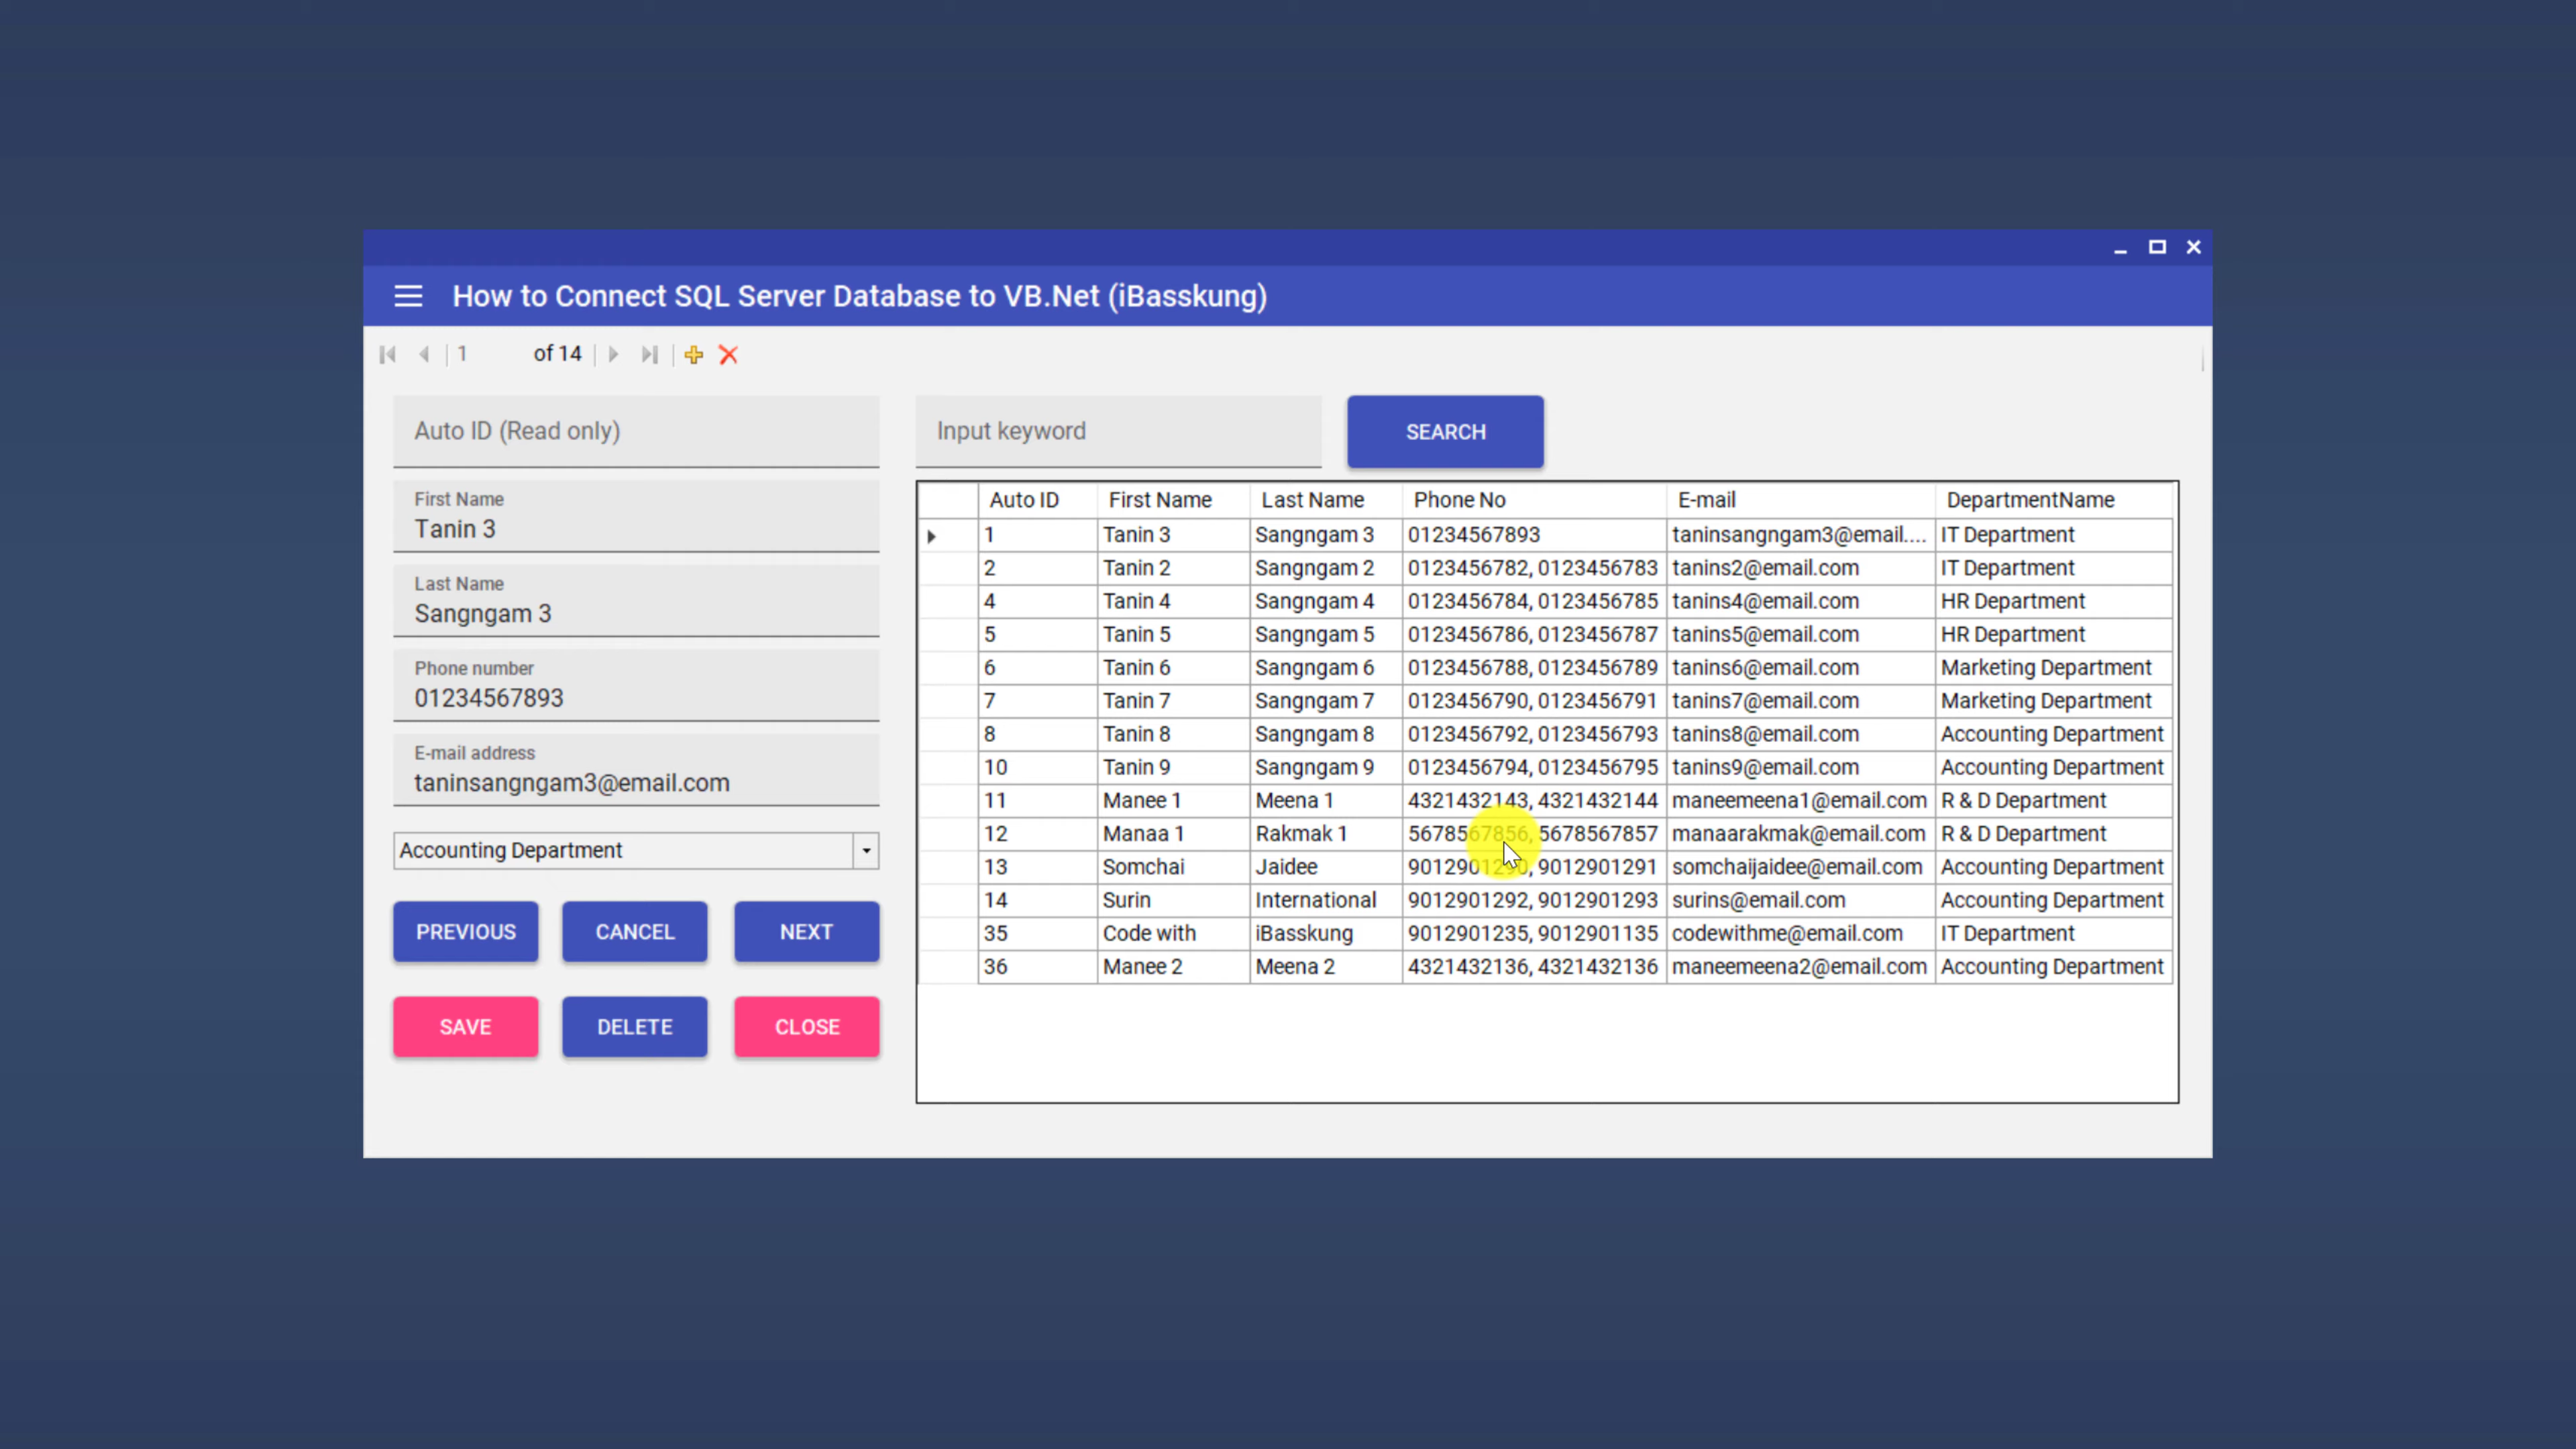 How to Connect SQL Server Database to VB.Net (iBasskung)
1 of 14
Auto ID (Read only)
First Name
Tanin 3
Last Name
Sangngam 3
Phone number
01234567893
E-mail address
taninsangngam3@email.com
Accounting Department
PREVIOUS CANCEL NEXT
SAVE DELETE CLOSE
Input keyword SEARCH
Auto ID First Name Last Name Phone No E-mail DepartmentName
1 Tanin 3 Sangngam 3 01234567893 taninsangngam3@email.... IT Department
2 Tanin 2 Sangngam 2 0123456782, 0123456783 tanins2@email.com IT Department
4 Tanin 4 Sangngam 4 0123456784, 0123456785 tanins4@email.com HR Department
5 Tanin 5 Sangngam 5 0123456786, 0123456787 tanins5@email.com HR Department
6 Tanin 6 Sangngam 6 0123456788, 0123456789 tanins6@email.com Marketing Department
7 Tanin 7 Sangngam 7 0123456790, 0123456791 tanins7@email.com Marketing Department
8 Tanin 8 Sangngam 8 0123456792, 0123456793 tanins8@email.com Accounting Department
10 Tanin 9 Sangngam 9 0123456794, 0123456795 tanins9@email.com Accounting Department
11 Manee 1 Meena 1 4321432143, 4321432144 maneemeena1@email.com R & D Department
12 Manaa 1 Rakmak 1 5678567856, 5678567857 manaarakmak@email.com R & D Department
13 Somchai Jaidee 9012901290, 9012901291 somchaijaidee@email.com Accounting Department
14 Surin International 9012901292, 9012901293 surins@email.com Accounting Department
35 Code with iBasskung 9012901235, 9012901135 codewithme@email.com IT Department
36 Manee 2 Meena 2 4321432136, 4321432136 maneemeena2@email.com Accounting Department